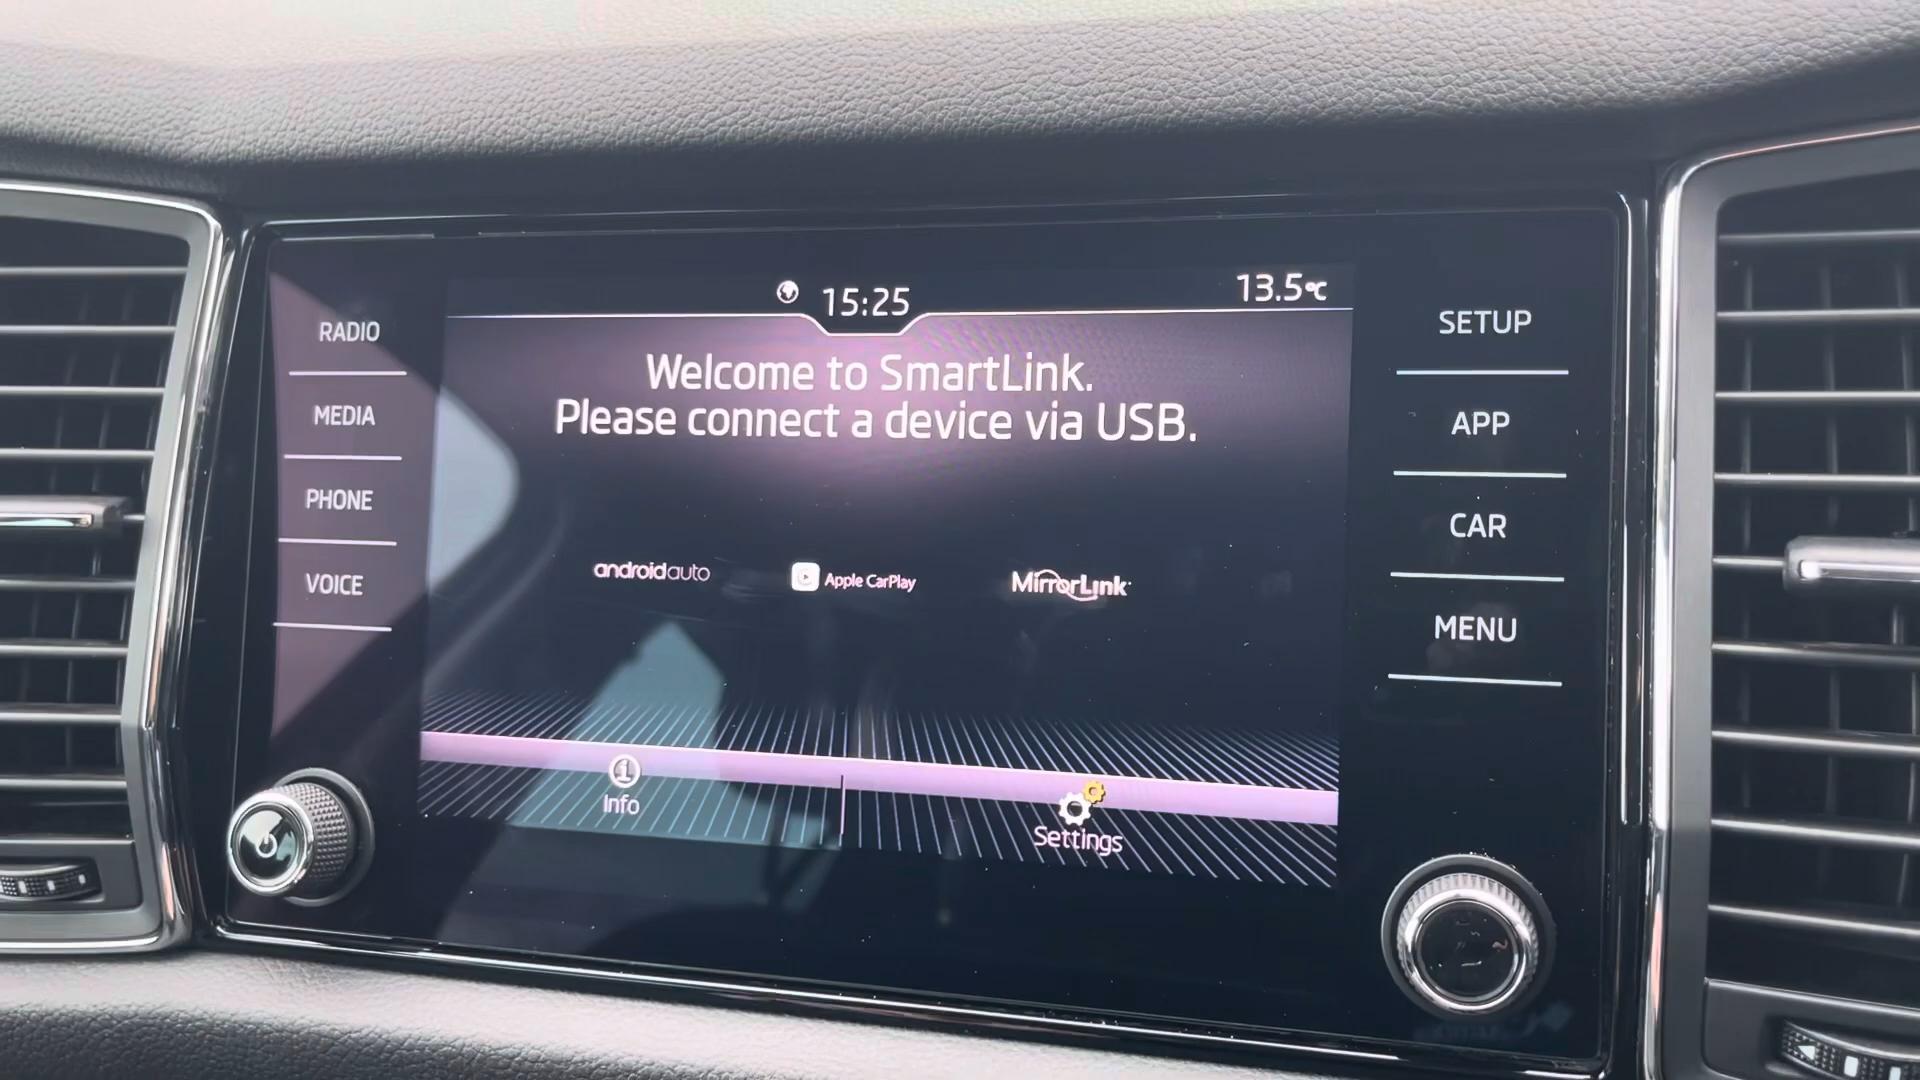 15:25
13.5°C
RADIO
MEDIA
PHONE
VOICE
Welcome to SmartLink.
Please connect a device via USB.
androidauto
Apple CarPlay
MirrorLink
Info
Settings
SETUP
APP
CAR
MENU